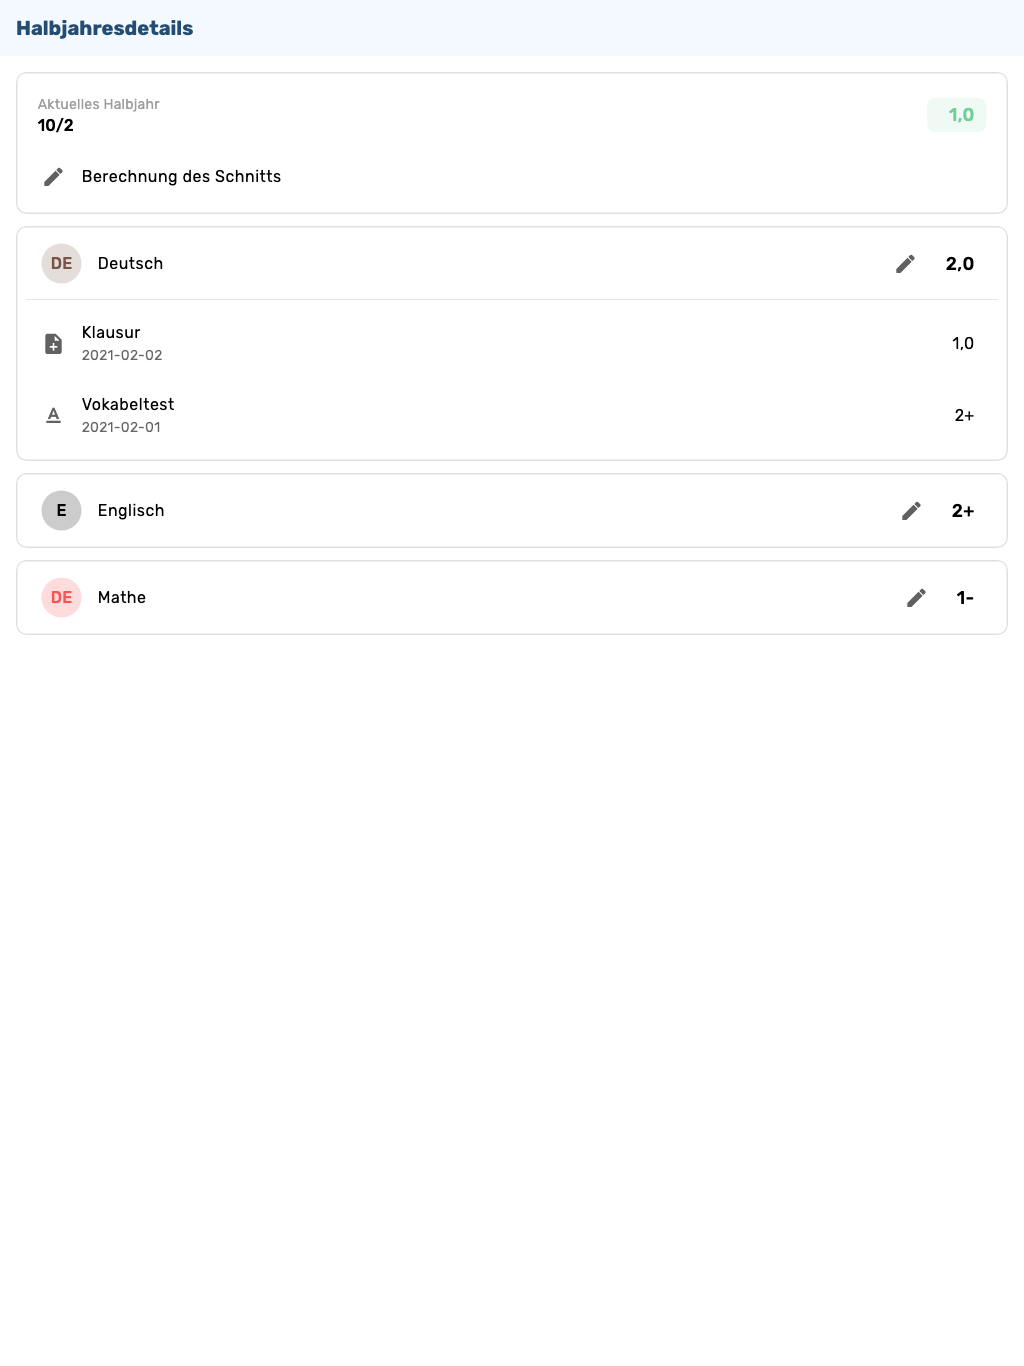 Halbjahresdetails
Aktuelles Halbjahr
10/2
1,0
Berechnung des Schnitts
DE Deutsch 2,0
Klausur
2021-02-02
1,0
A
Vokabeltest
2021-02-01
2+
E Englisch 2+
DE Mathe 1-